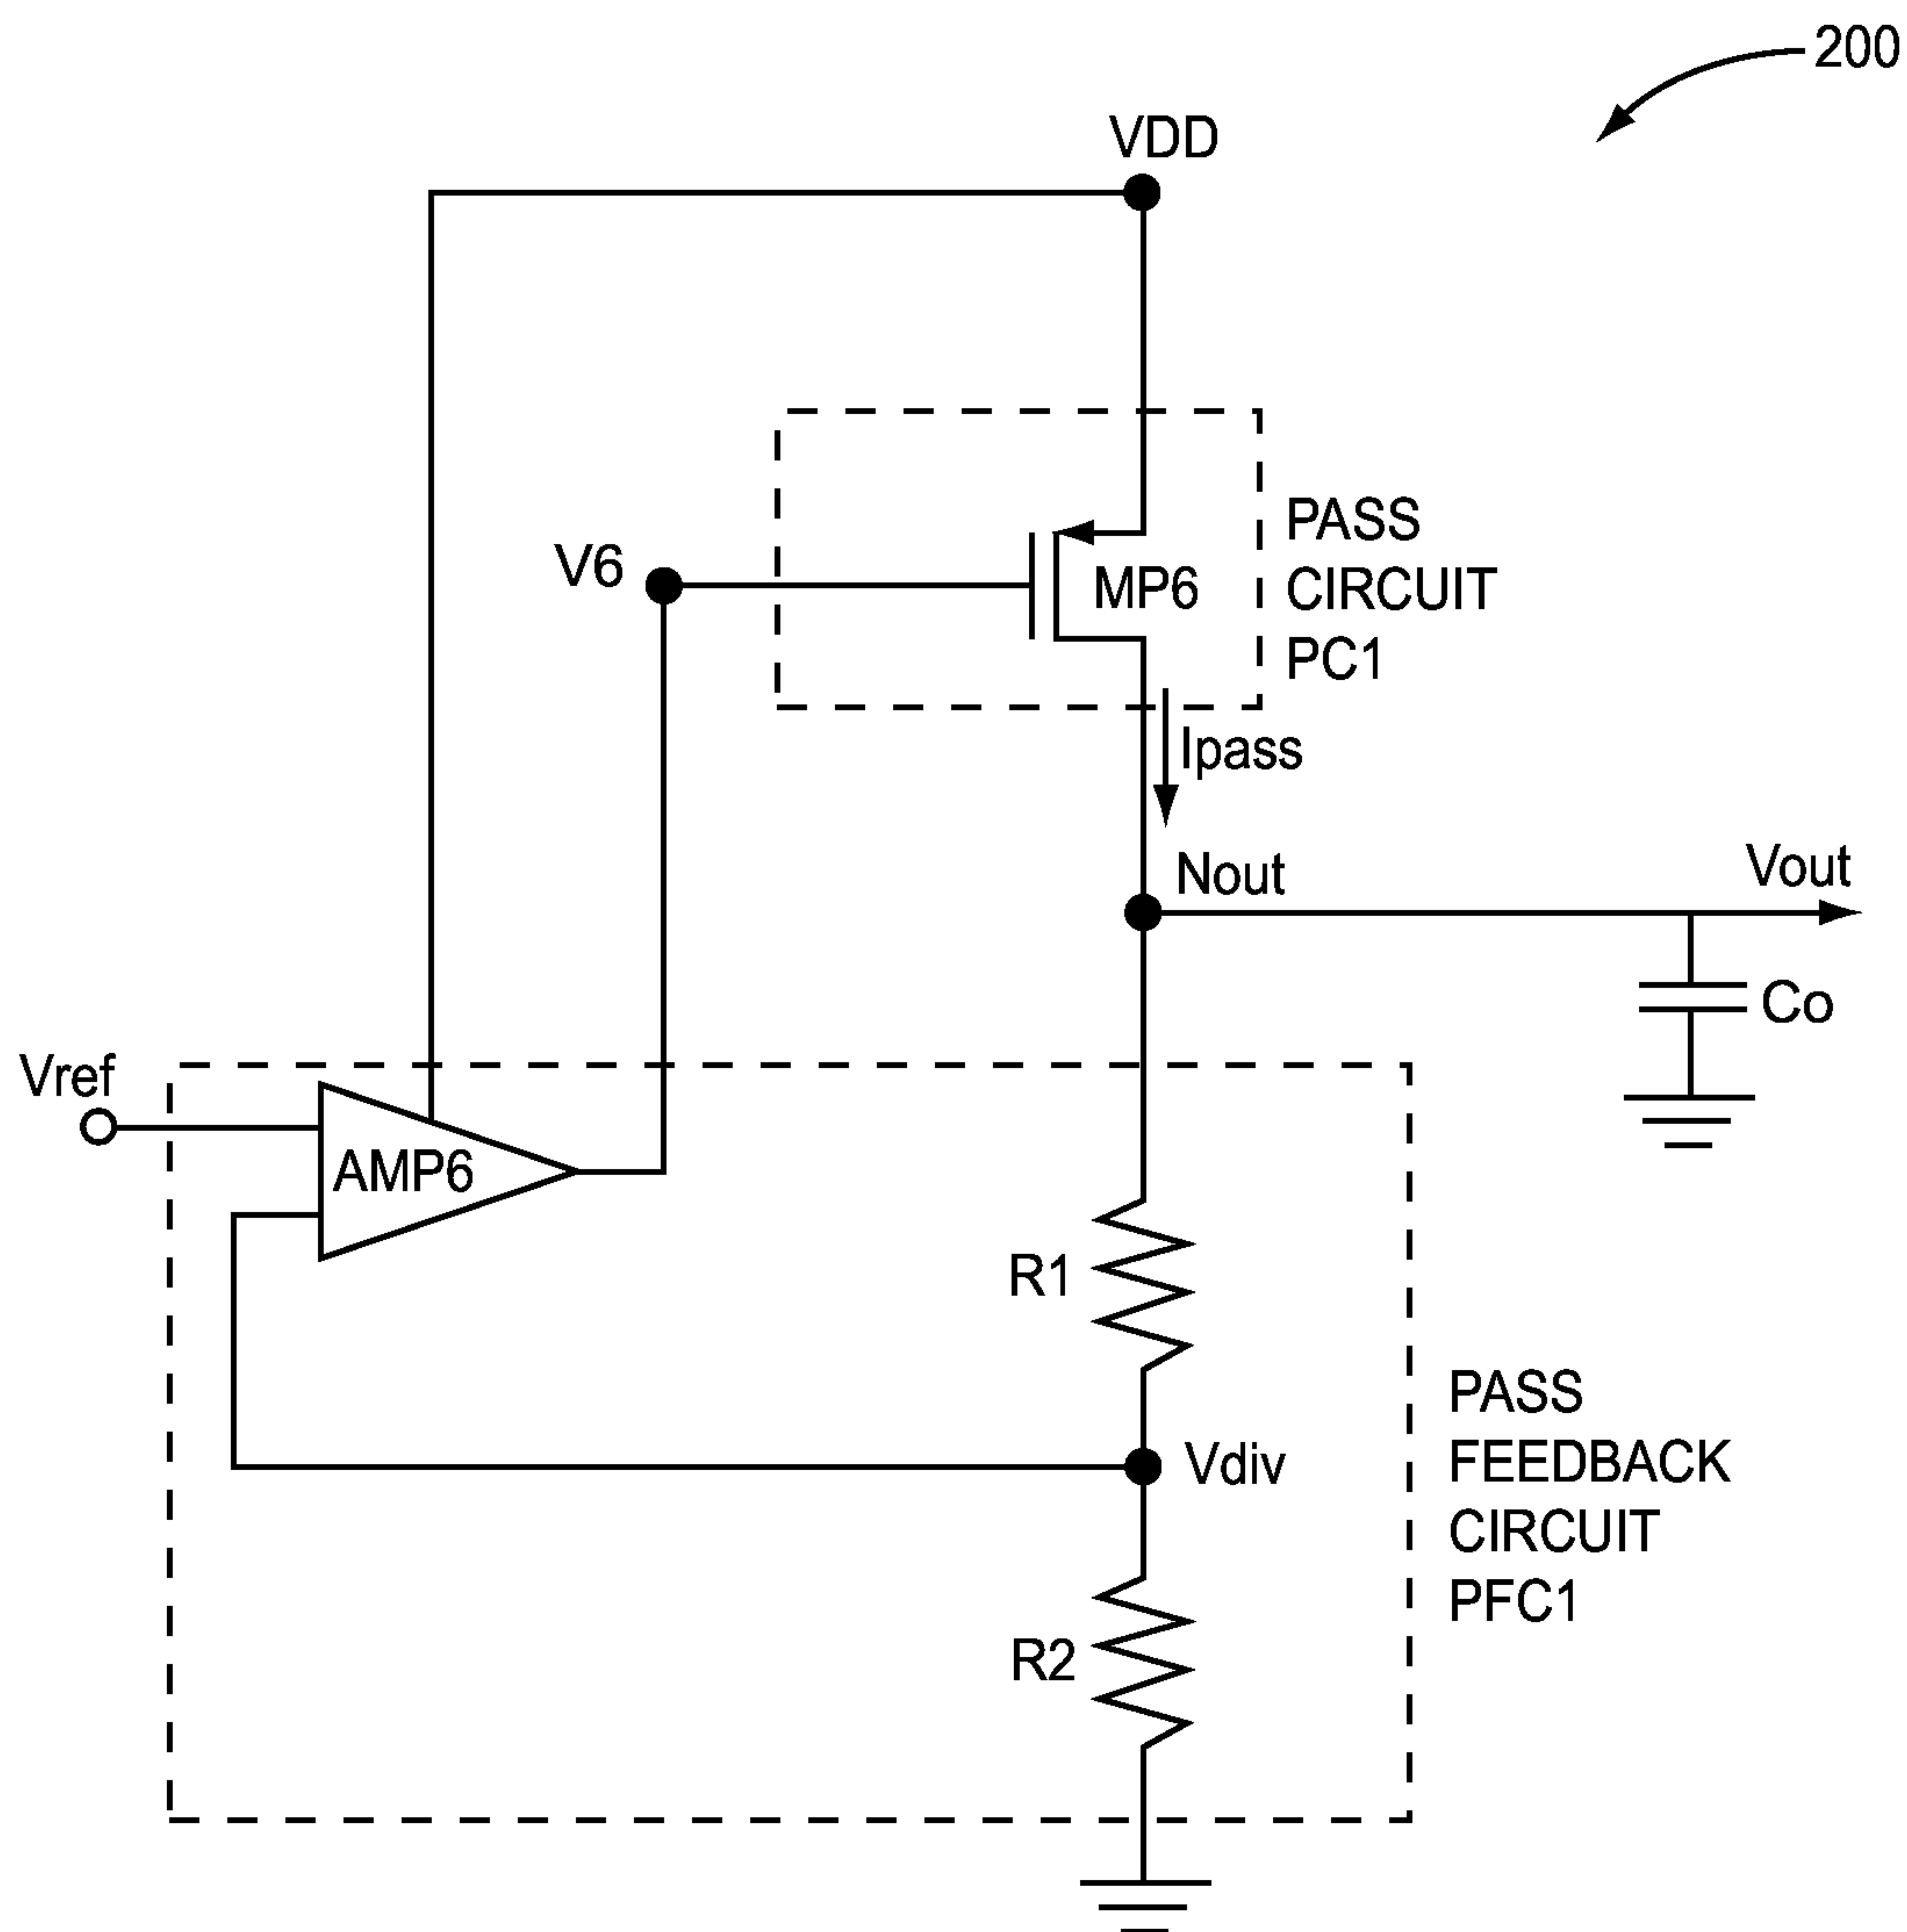 200
VDD
V6
MP6
PASS
CIRCUIT
PC1
Ipass
Nout
Vout
Co
Vref
AMP6
R1
Vdiv
PASS
FEEDBACK
CIRCUIT
PFC1
R2